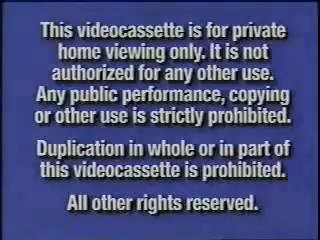 This videocassette is for private
home viewing only. It is not
authorized for any other use.
Any public performance, copying
or other use is strictly prohibited.
Duplication in whole or in part of
this videocassette is prohibited.
All other rights reserved.